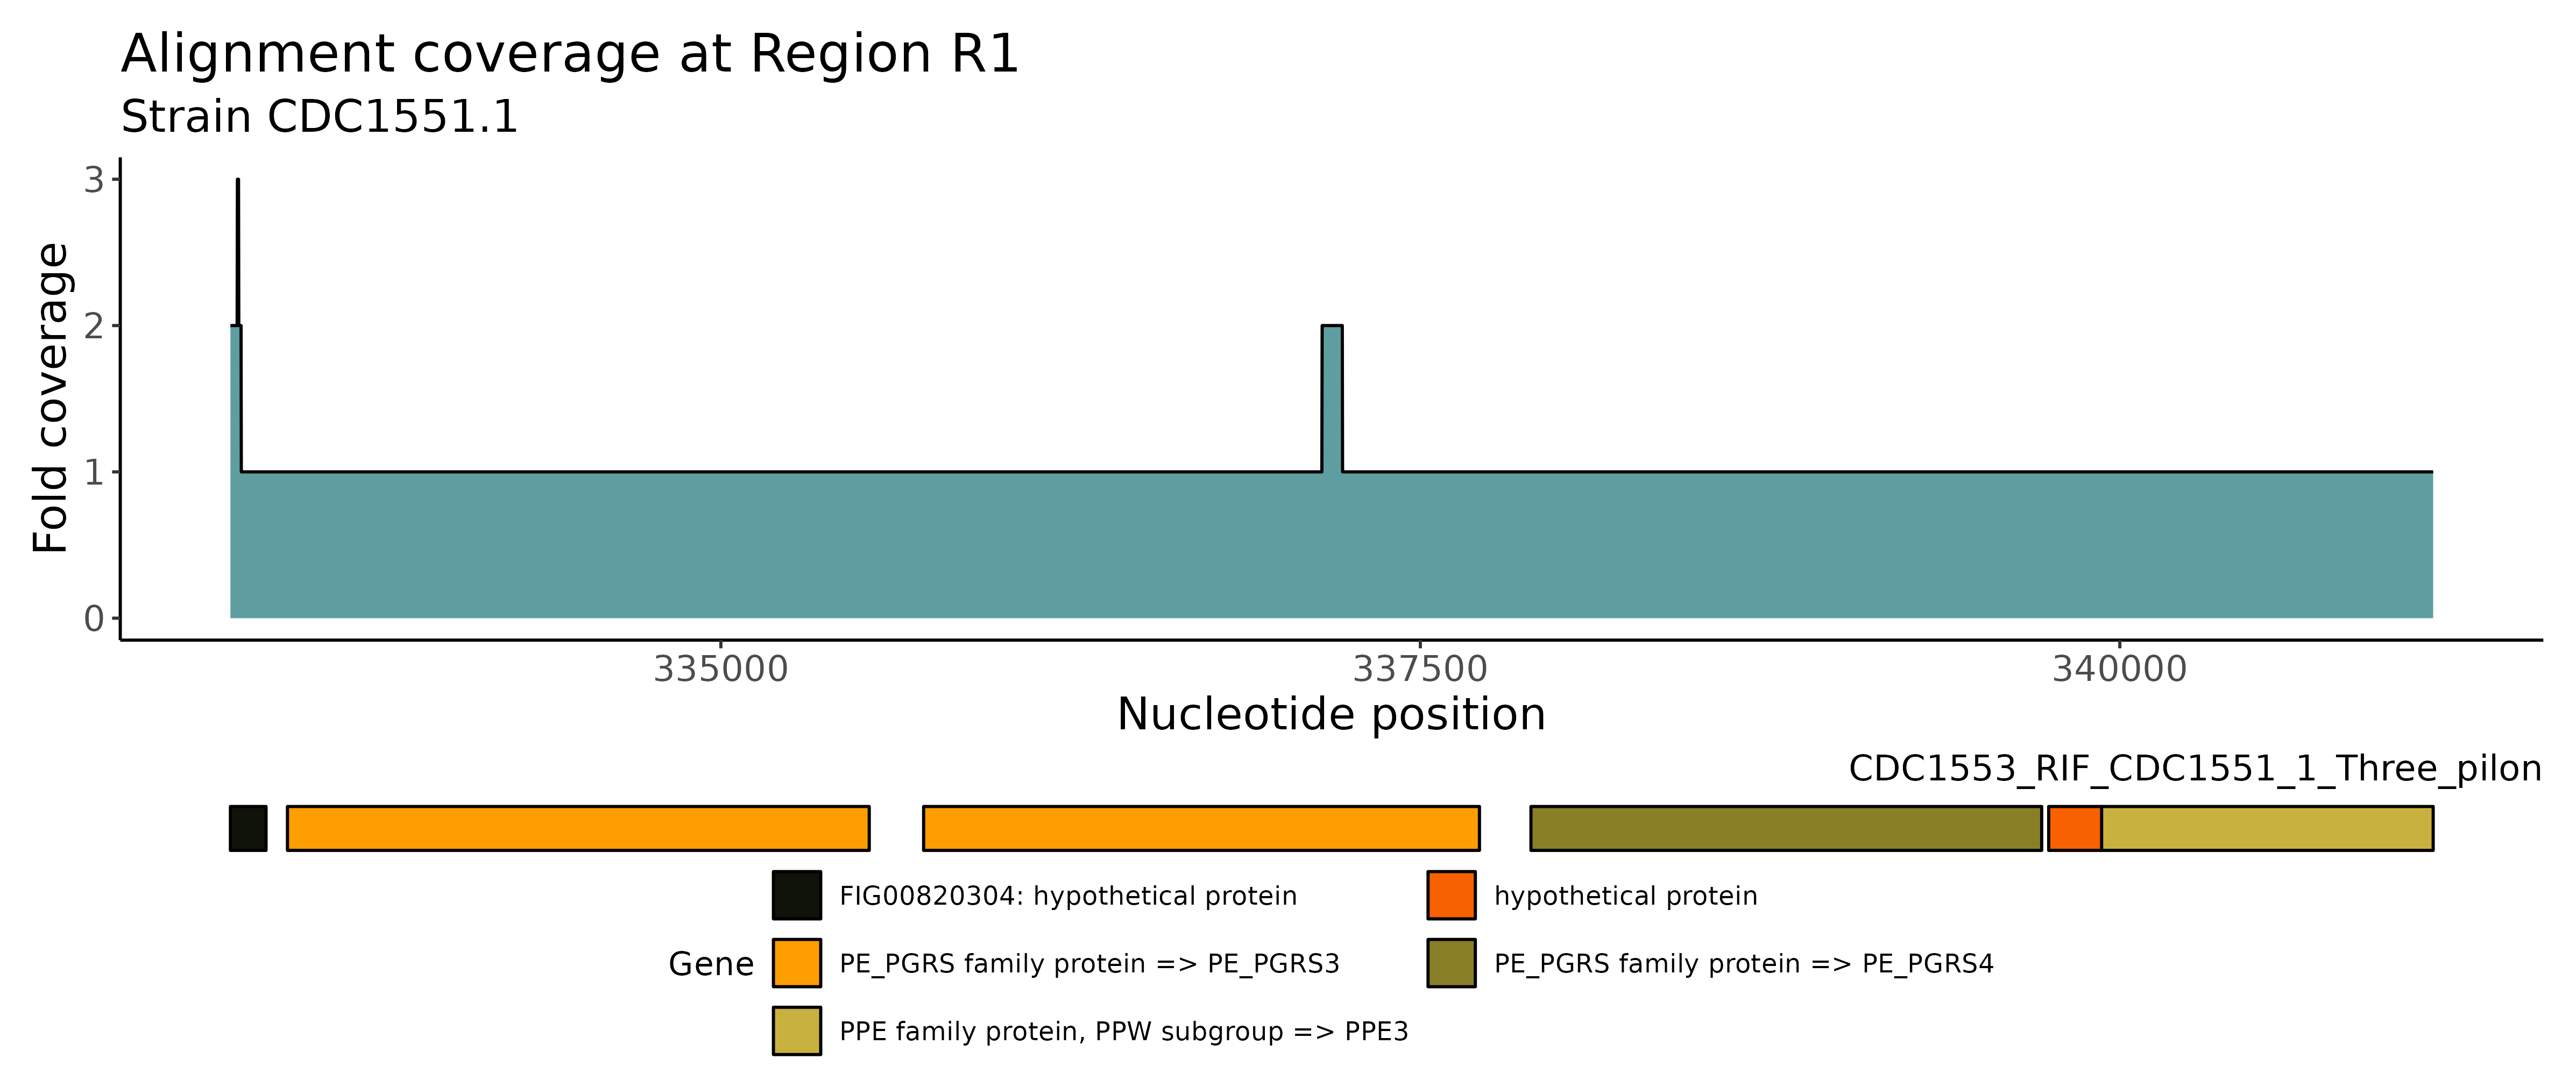 Alignment coverage at Region R1
Strain CDC1551.1
Fold coverage
3
2
1
0
335000 337500 340000
Nucleotide position
CDC1553_RIF_CDC1551_1_Three_pilon
Gene
FIG00820304: hypothetical protein
hypothetical protein
PE_PGRS family protein => PE_PGRS3
PE_PGRS family protein => PE_PGRS4
PPE family protein, PPW subgroup => PPE3